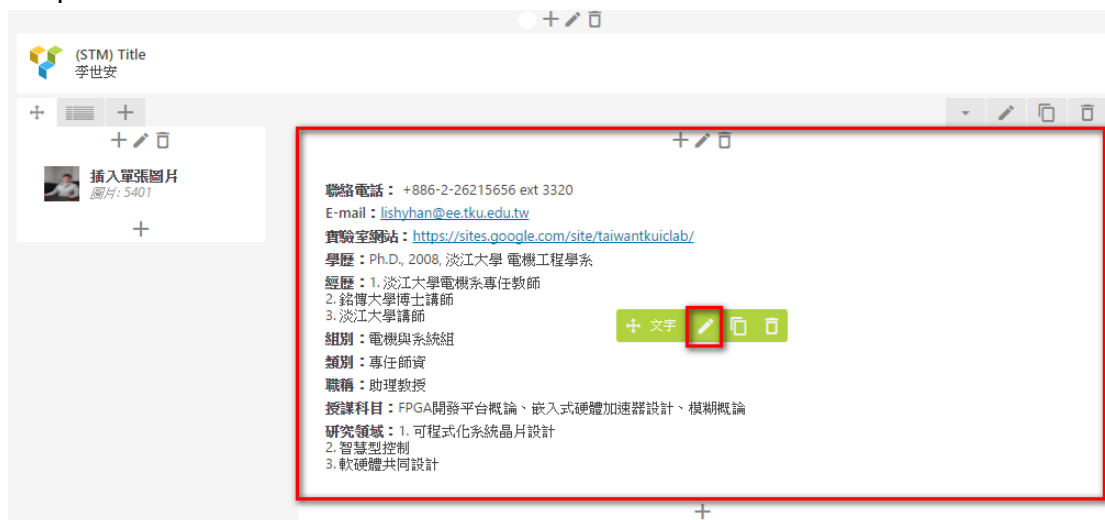 (STM) Title
李世安
插入單張圖片
圖片: 5401
聯絡電話： +886-2-26215656 ext 3320
E-mail：lishyhan@ee.tku.edu.tw
實驗室網站：https://sites.google.com/site/taiwantkuiclab/
學歷：Ph.D., 2008, 淡江大學 電機工程學系
經歷：1. 淡江大學電機系專任教師
2. 銘傳大學博士講師
3. 淡江大學講師
文字
組別：電機與系統組
類別：專任師資
職稱：助理教授
授課科目：FPGA開發平台概論、嵌入式硬體加速器設計、模糊概論
研究領域：1. 可程式化系統晶片設計
2. 智慧型控制
3. 軟硬體共同設計